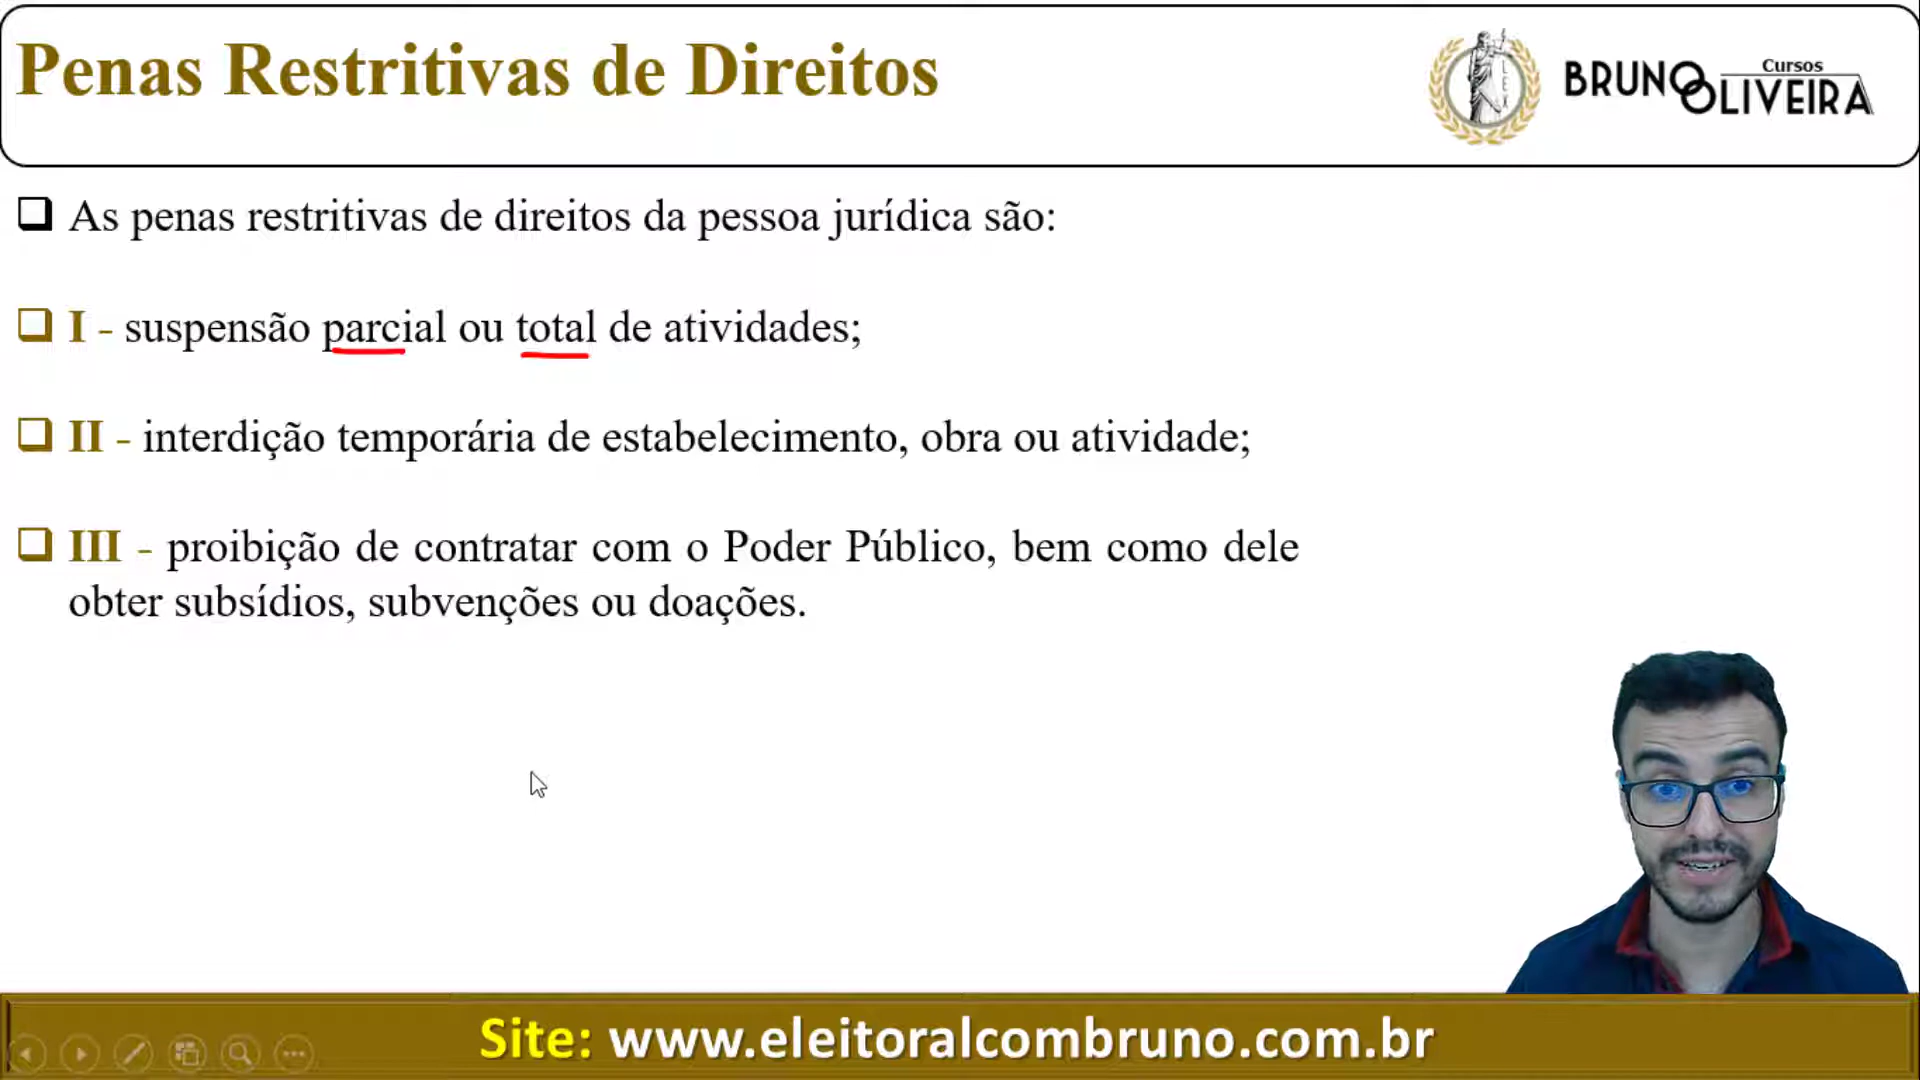 Penas Restritivas de Direitos
LEX
Cursos
BRUNO OLIVEIRA
As penas restritivas de direitos da pessoa jurídica são:
I - suspensão parcial ou total de atividades;
II - interdição temporária de estabelecimento, obra ou atividade;
III - proibição de contratar com o Poder Público, bem como dele
obter subsídios, subvenções ou doações.
Site: www.eleitoralcombruno.com.br